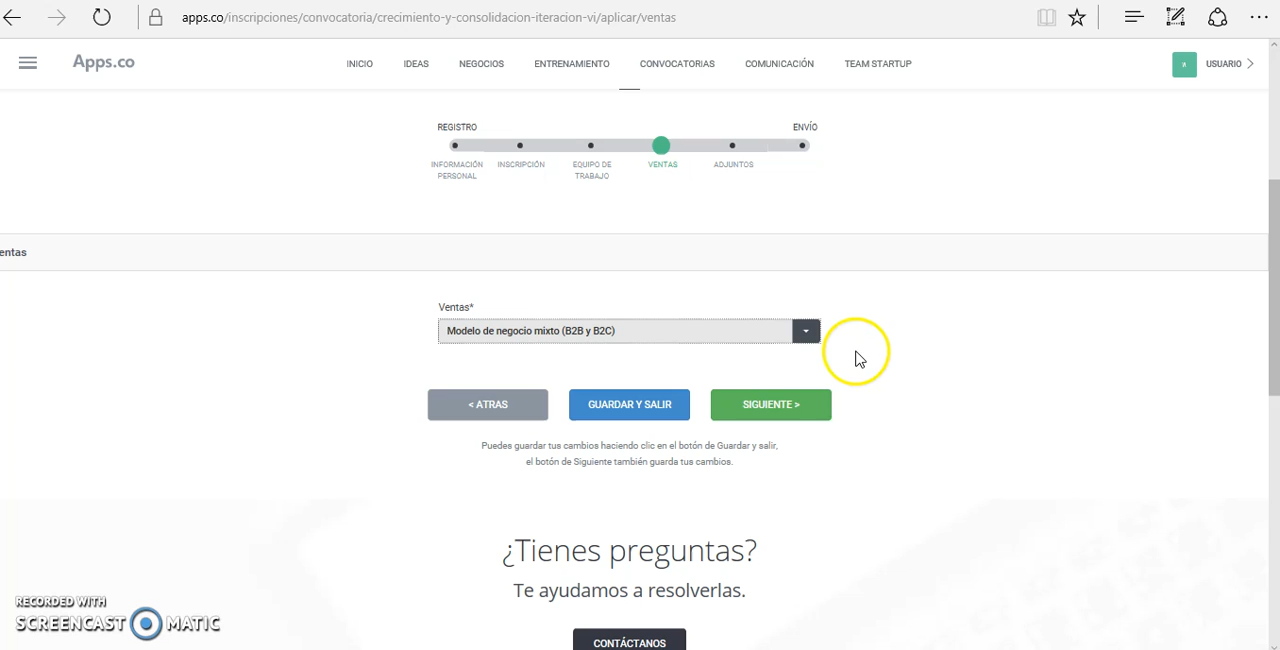 apps.co/inscripciones/convocatoria/crecimiento-y-consolidacion-iteracion-vi/aplicar/ventas
Apps.co
INICIO IDEAS NEGOCIOS ENTRENAMIENTO CONVOCATORIAS COMUNICACIÓN TEAM STARTUP
USUARIO
REGISTRO ENVÍO
INFORMACIÓN INSCRIPCIÓN EQUIPO DE VENTAS ADJUNTOS
PERSONAL TRABAJO
entas
Ventas*
Modelo de negocio mixto (B2B y B2C)
< ATRAS GUARDAR Y SALIR SIGUIENTE >
Puedes guardar tus cambios haciendo clic en el botón de Guardar y salir,
el botón de Siguiente también guarda tus cambios.
¿Tienes preguntas?
Te ayudamos a resolverlas.
CONTÁCTANOS
RECORDED WITH
SCREENCAST MATIC